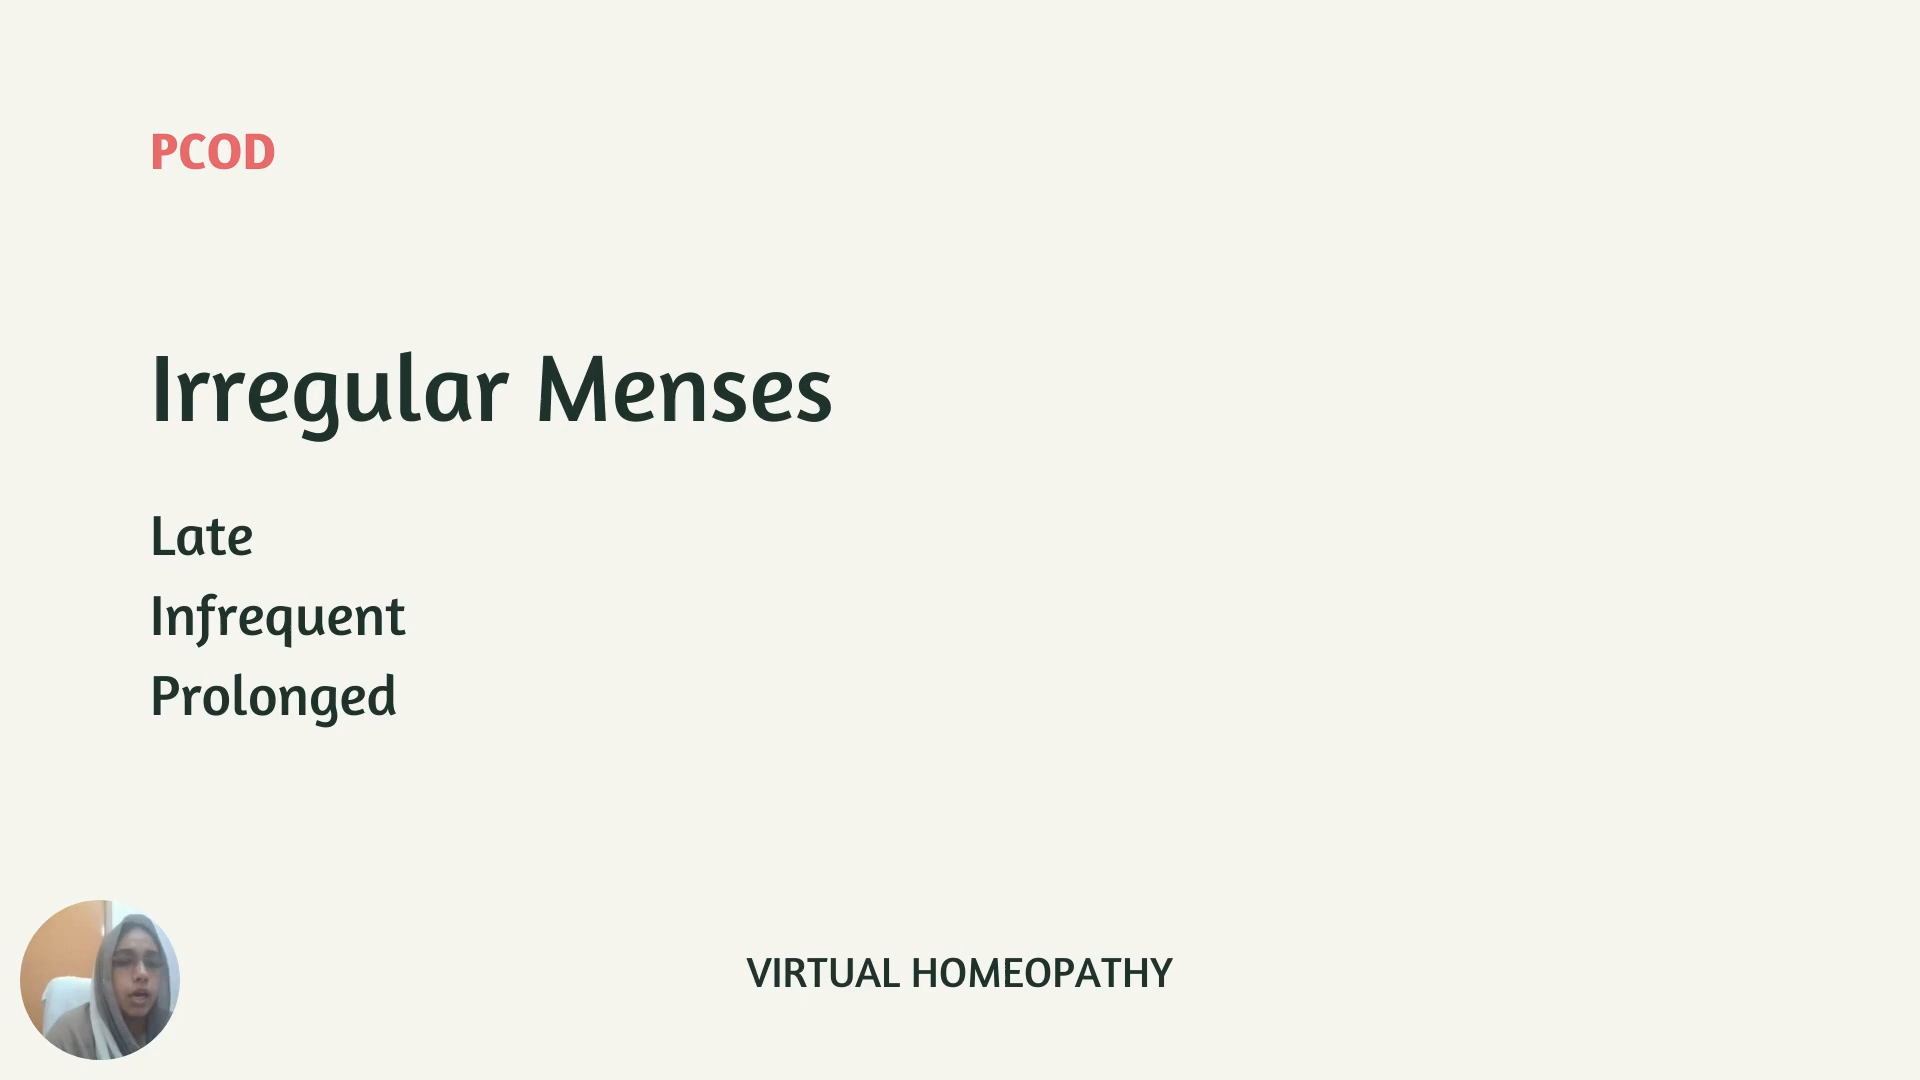 PCOD
Irregular Menses
Late
Infrequent
Prolonged
VIRTUAL HOMEOPATHY